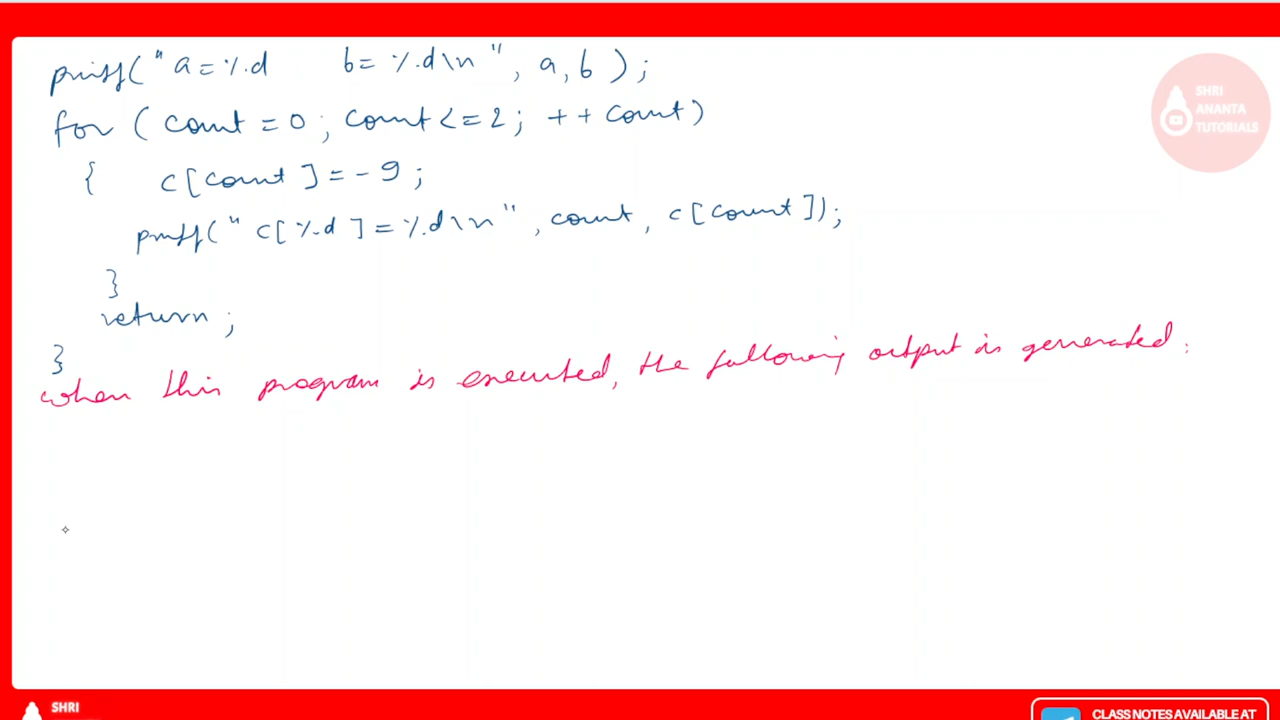 printf("a=%d b= %d\n", a,b);
for ( count = 0; count <= 2; ++ count)
{ c[count] = -9;
printf(" c[%d] = %d\n", count, c[count]);
}
return;
}
when this program is executed, the following output is generated.
SHRI
ANANTA
TUTORIALS
SHRI
CLASS NOTES AVAILABLE AT